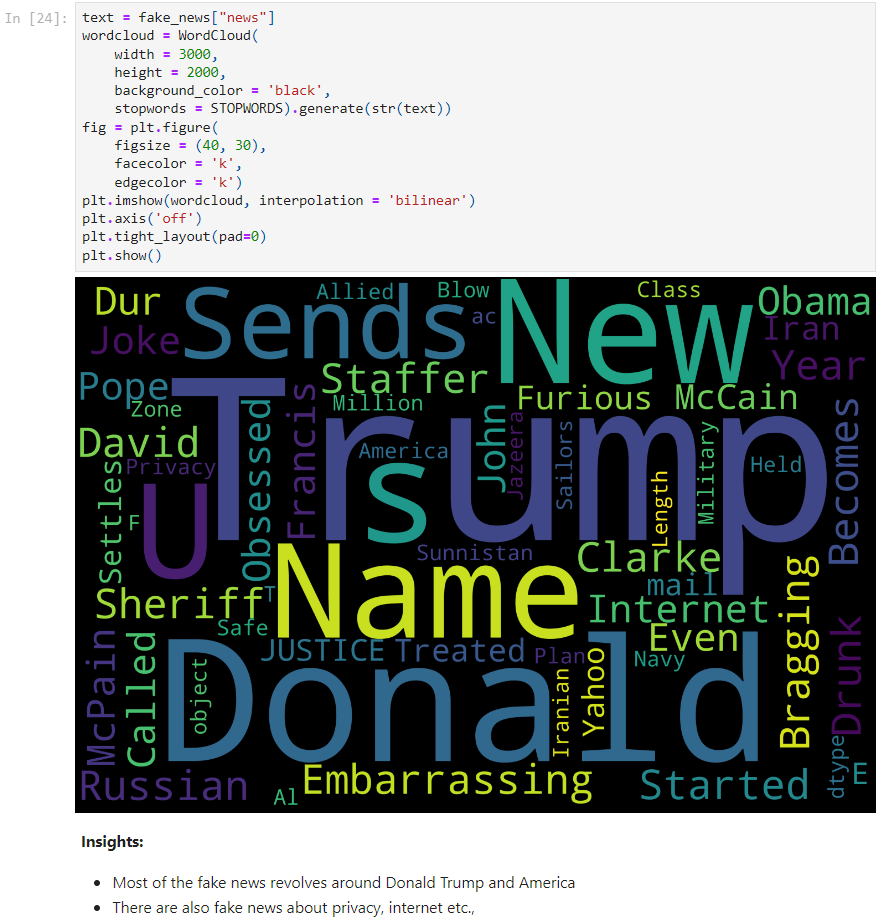 In [24]:
text = fake_news["news"]
wordcloud = WordCloud(
    width = 3000,
    height = 2000,
    background_color = 'black',
    stopwords = STOPWORDS).generate(str(text))
fig = plt.figure(
    figsize = (40, 30),
    facecolor = 'k',
    edgecolor = 'k')
plt.imshow(wordcloud, interpolation = 'bilinear')
plt.axis('off')
plt.tight_layout(pad=0)
plt.show()
Dur
Sends
Allied
Blow
ac
New
Class
Obama
Joke
Iran
Year
Pope
Zone
Staffer
Million
Furious
McCain
David
Privacy
Trump
Obsessed
Francis
America
s
John
Jazeera
Sailors
Length
Military
Held
Becomes
Settles
F
U
Name
Sunnistan
Clarke
mail
Sheriff
T
Safe
Internet
Even
Bragging
Drunk
McPain
Called
object
JUSTICE
Treated
Plan
Iranian
Yahoo
Navy
Donald
Russian
Al
Embarrassing
Started
dtype
E
Insights:
• Most of the fake news revolves around Donald Trump and America
• There are also fake news about privacy, internet etc.,